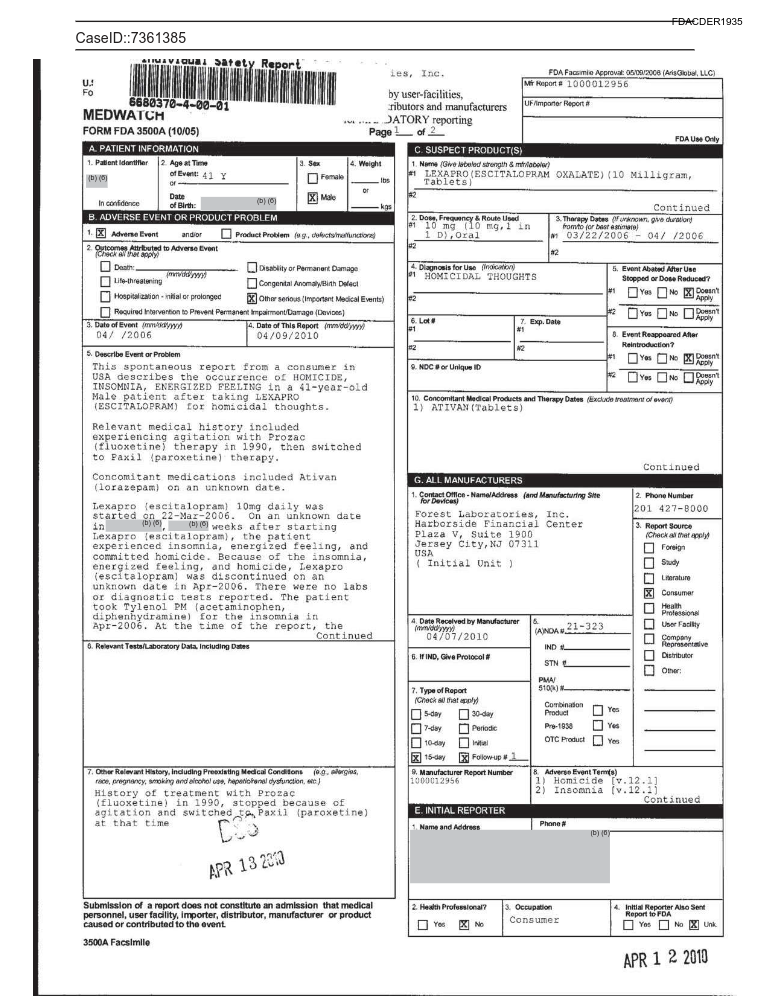 FDACDER1935
CaseID::7361385
Individual Safety Report
6680370-4-00-01
U.S
Fo
MEDWATCH
FORM FDA 3500A (10/05)
ies, Inc.
by user-facilities,
tributors and manufacturers
DATORY reporting
Page 1 of 2
FDA Facsimile Approval: 05/09/2008 (ArisGlobal, LLC)
Mfr Report # 1000012956
UF/Importer Report #
FDA Use Only
A. PATIENT INFORMATION
1. Patient Identifier
(b) (6)
In confidence
2. Age at Time
of Event: 41 Y
or
Date
of Birth: (b) (6)
3. Sex
Female
X Male
4. Weight
lbs
or
kgs
B. ADVERSE EVENT OR PRODUCT PROBLEM
1. X Adverse Event and/or Product Problem (e.g., defects/malfunctions)
2. Outcomes Attributed to Adverse Event
(Check all that apply)
Death:
(mm/dd/yyyy)
Life-threatening
Hospitalization - initial or prolonged
Disability or Permanent Damage
Congenital Anomaly/Birth Defect
X Other serious (Important Medical Events)
Required Intervention to Prevent Permanent Impairment/Damage (Devices)
3. Date of Event (mm/dd/yyyy)
04/ /2006
4. Date of This Report (mm/dd/yyyy)
04/09/2010
5. Describe Event or Problem
This spontaneous report from a consumer in
USA describes the occurrence of HOMICIDE,
INSOMNIA, ENERGIZED FEELING in a 41-year-old
Male patient after taking LEXAPRO
(ESCITALOPRAM) for homicidal thoughts.
Relevant medical history included
experiencing agitation with Prozac
(fluoxetine) therapy in 1990, then switched
to Paxil (paroxetine) therapy.
Concomitant medications included Ativan
(lorazepam) on an unknown date.
Lexapro (escitalopram) 10mg daily was
started on 22-Mar-2006. On an unknown date
in (b) (6), (b) (6) weeks after starting
Lexapro (escitalopram), the patient
experienced insomnia, energized feeling, and
committed homicide. Because of the insomnia,
energized feeling, and homicide, Lexapro
(escitalopram) was discontinued on an
unknown date in Apr-2006. There were no labs
or diagnostic tests reported. The patient
took Tylenol PM (acetaminophen,
diphenhydramine) for the insomnia in
Apr-2006. At the time of the report, the
Continued
6. Relevant Tests/Laboratory Data, Including Dates
7. Other Relevant History, Including Preexisting Medical Conditions (e.g., allergies,
race, pregnancy, smoking and alcohol use, hepatic/renal dysfunction, etc.)
History of treatment with Prozac
(fluoxetine) in 1990, stopped because of
agitation and switched to Paxil (paroxetine)
at that time
DSS
APR 13 2010
Submission of a report does not constitute an admission that medical
personnel, user facility, importer, distributor, manufacturer or product
caused or contributed to the event.
3500A Facsimile
C. SUSPECT PRODUCT(S)
1. Name (Give labeled strength & mfr/labeler)
#1 LEXAPRO(ESCITALOPRAM OXALATE)(10 Milligram,
Tablets)
#2
Continued
2. Dose, Frequency & Route Used
#1 10 mg (10 mg,1 in
1 D),Oral
#2
3. Therapy Dates (If unknown, give duration)
from/to (or best estimate)
#1 03/22/2006 - 04/ /2006
#2
4. Diagnosis for Use (Indication)
#1 HOMICIDAL THOUGHTS
#2
5. Event Abated After Use
Stopped or Dose Reduced?
#1 Yes No X Doesn't Apply
#2 Yes No Doesn't Apply
6. Lot #
#1
#2
7. Exp. Date
#1
#2
8. Event Reappeared After
Reintroduction?
#1 Yes No X Doesn't Apply
#2 Yes No Doesn't Apply
9. NDC # or Unique ID
10. Concomitant Medical Products and Therapy Dates (Exclude treatment of event)
1) ATIVAN(Tablets)
Continued
G. ALL MANUFACTURERS
1. Contact Office - Name/Address (and Manufacturing Site
for Devices)
Forest Laboratories, Inc.
Harborside Financial Center
Plaza V, Suite 1900
Jersey City,NJ 07311
USA
( Initial Unit )
2. Phone Number
201 427-8000
3. Report Source
(Check all that apply)
Foreign
Study
Literature
X Consumer
Health
Professional
User Facility
Company
Representative
Distributor
Other:
4. Date Received by Manufacturer
(mm/dd/yyyy)
04/07/2010
5.
(A)NDA # 21-323
IND #
STN #
PMA/
510(k) #
Combination
Product Yes
Pre-1938 Yes
OTC Product Yes
6. If IND, Give Protocol #
7. Type of Report
(Check all that apply)
5-day 30-day
7-day Periodic
10-day Initial
X 15-day X Follow-up # 1
9. Manufacturer Report Number
1000012956
8. Adverse Event Term(s)
1) Homicide [v.12.1]
2) Insomnia [v.12.1]
Continued
E. INITIAL REPORTER
1. Name and Address
Phone #
(b) (6)
2. Health Professional?
Yes X No
3. Occupation
Consumer
4. Initial Reporter Also Sent
Report to FDA
Yes No X Unk.
APR 12 2010